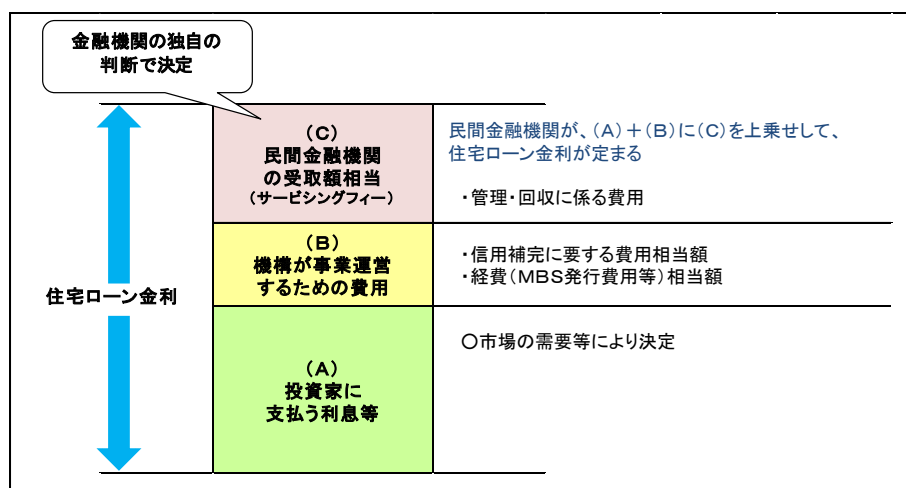 金融機関の独自の
判断で決定
(C)
民間金融機関
の受取額相当
(サービシングフィー)
民間金融機関が、(A)+(B)に(C)を上乗せして、
住宅ローン金利が定まる
・管理・回収に係る費用
(B)
機構が事業運営
するための費用
・信用補完に要する費用相当額
・経費(MBS発行費用等)相当額
住宅ローン金利
(A)
投資家に
支払う利息等
○市場の需要等により決定